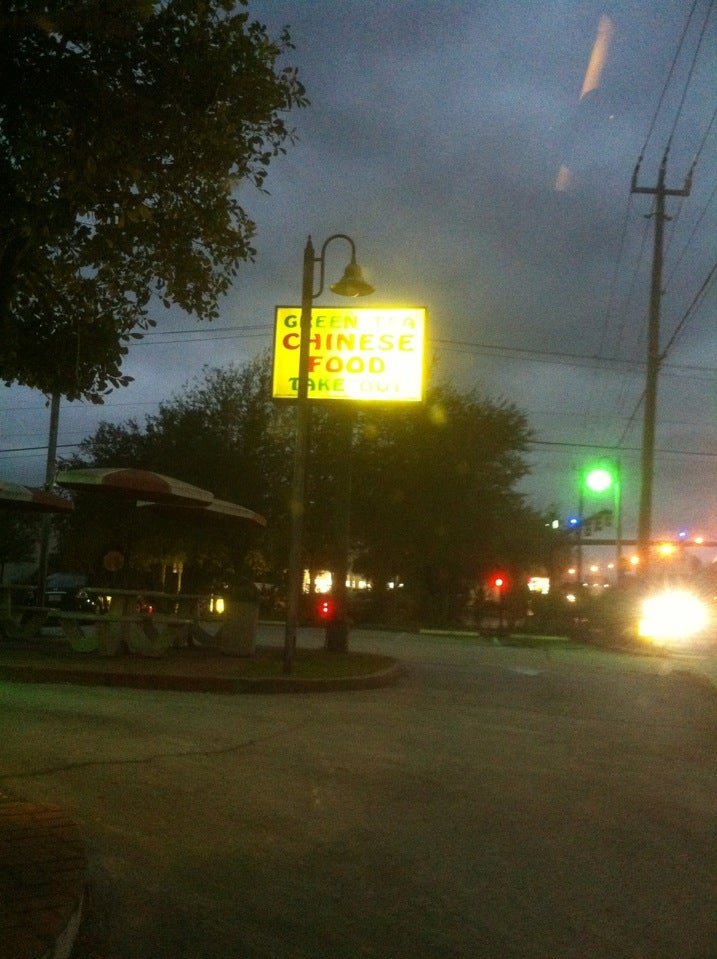 GREEN TEA
CHINESE
FOOD
TAKE OUT